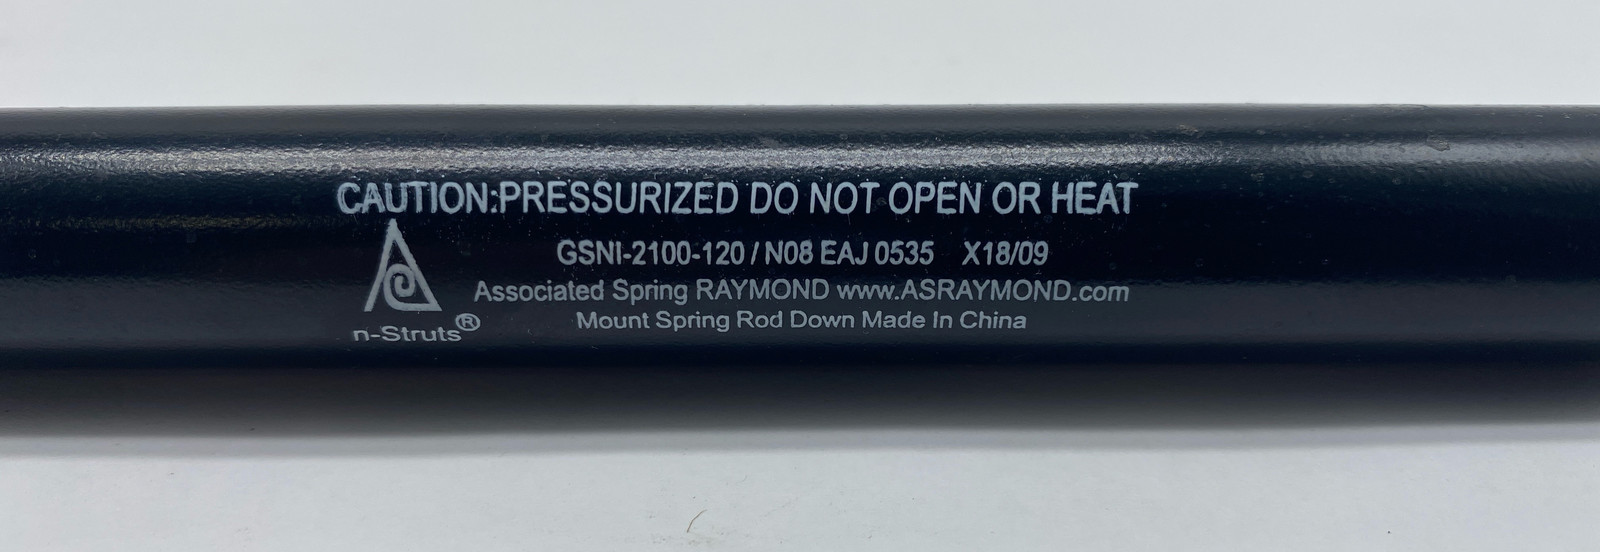 CAUTION:PRESSURIZED DO NOT OPEN OR HEAT
GSNI-2100-120 / N08 EAJ 0535 X18/09
Associated Spring RAYMOND www.ASRAYMOND.com
Mount Spring Rod Down Made In China
n-Struts®